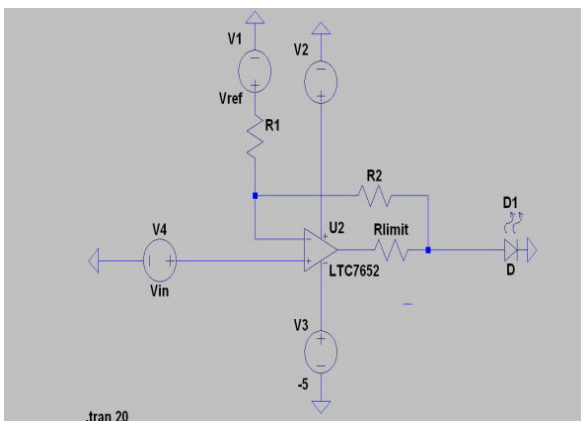 V1
V2
Vref
R1
R2
V4
U2
Rlimit
D1
LTC7652
D
Vin
V3
-5
.tran 20